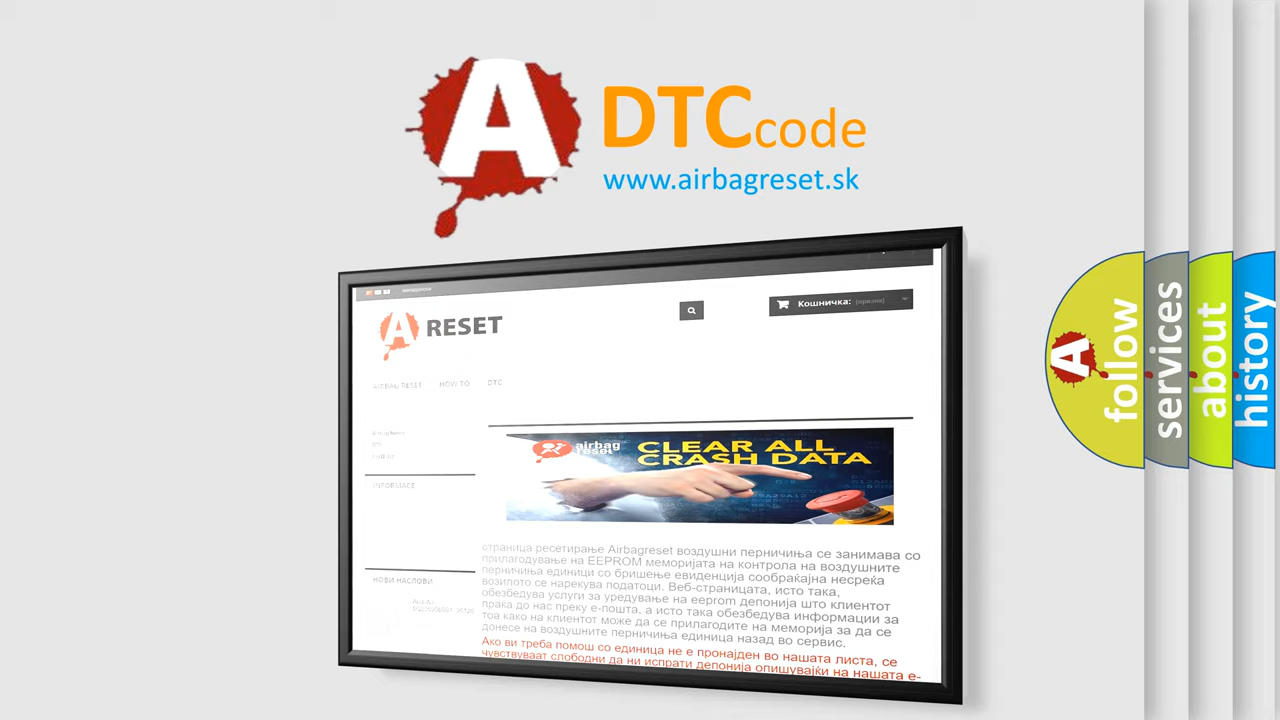 A
DTCcode
www.airbagreset.sk
A RESET
Кошничка: (празни)
AIRBAG RESET HOW TO DTC
INFORMACE
НОВИ НАСЛОВИ
airbag reset
CLEAR ALL
CRASH DATA
страница ресетирање Airbagreset воздушни перничиња се занимава со
прилагодување на EEPROM меморијата на контрола на воздушните
перничиња единици со бришење евиденција сообраќајна несреќа
возилото се нарекува податоци. Веб-страницата, исто така,
обезбедува услуги за уредување на eeprom депонија што клиентот
праќа до нас преку е-пошта, а исто така обезбедува информации за
тоа како на клиентот може да се прилагодите на меморија за да се
донесе на воздушните перничиња единица назад во сервис.
Ако ви треба помош со единица не е пронајден во нашата листа, се
чувствуваат слободни да ни испрати депонија опишувајќи на нашата е-
A
follow
services
about
history